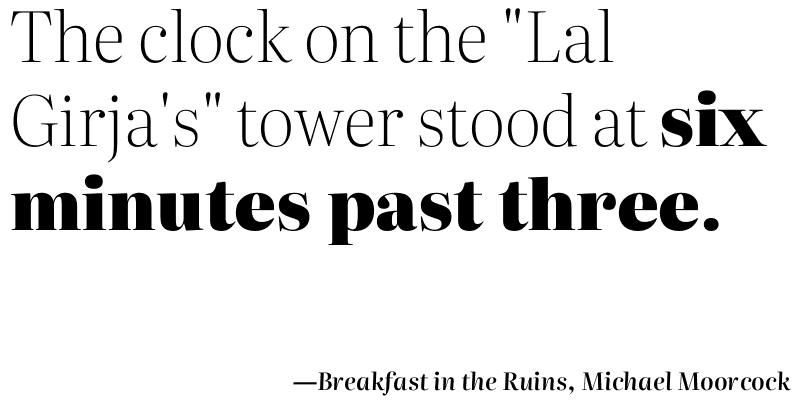 The clock on the "Lal
Girja's" tower stood at six
minutes past three.
—Breakfast in the Ruins, Michael Moorcock